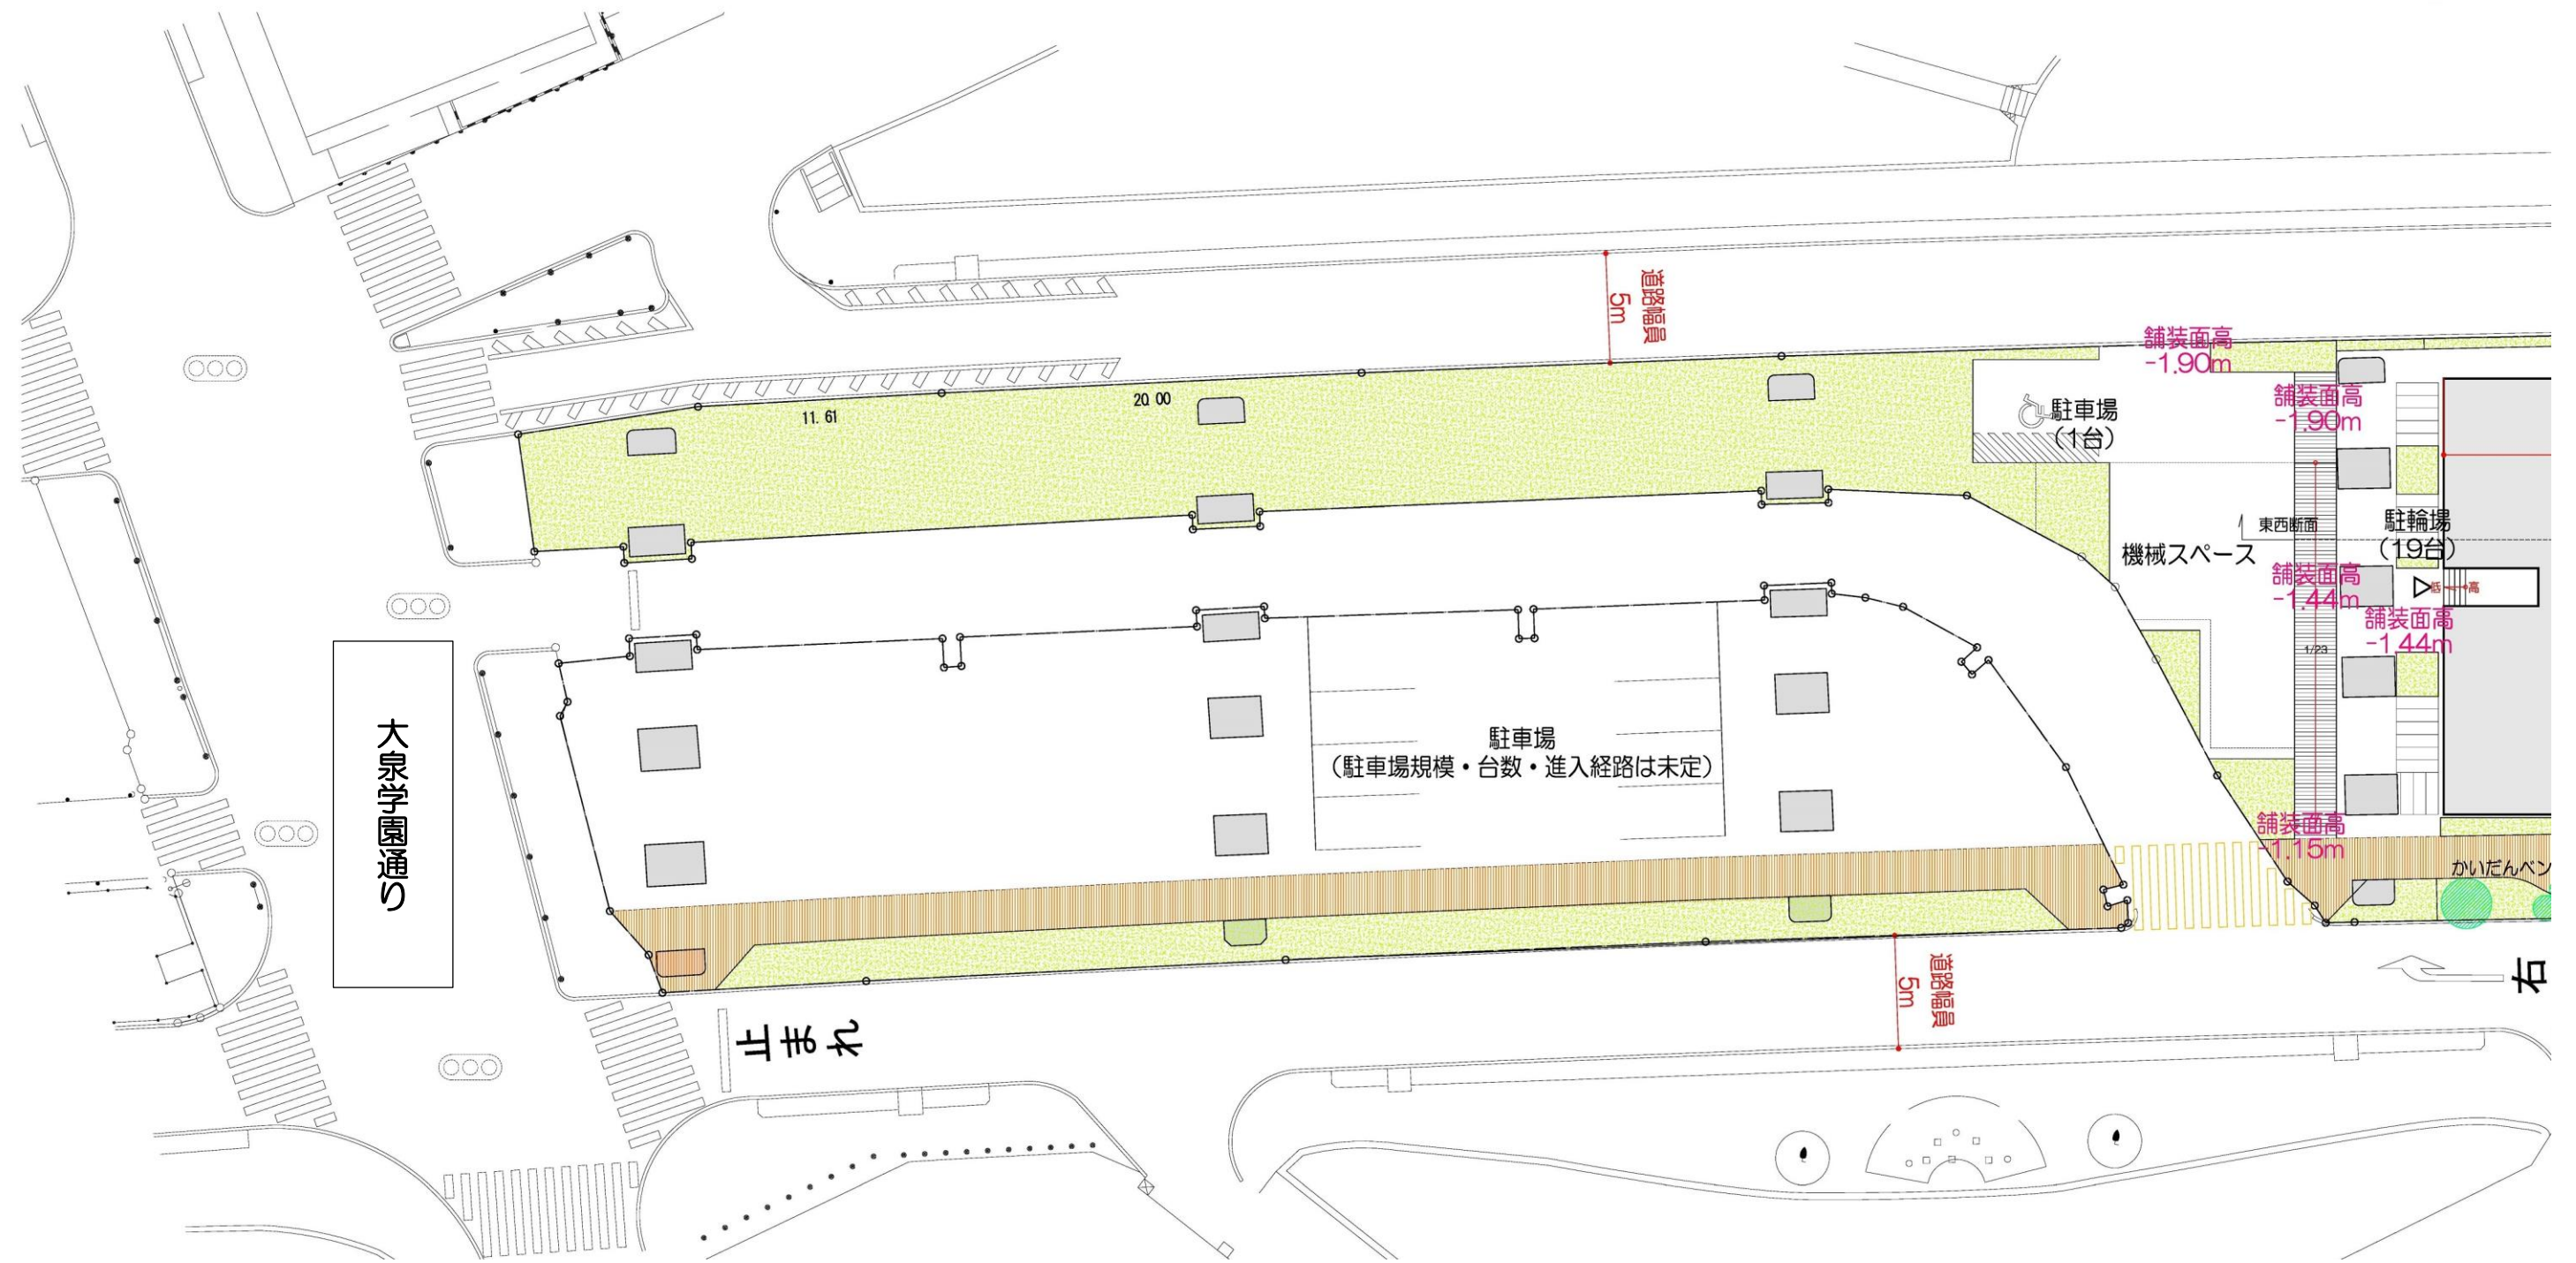 道路幅員
5m
舗装面高
-1.90m
11.61
20.00
駐車場
（1台）
舗装面高
-1.90m
東西断面
駐輪場
（19台）
機械スペース
舗装面高
-1.44m
低
高
舗装面高
-1.44m
1/23
大泉学園通り
駐車場
（駐車場規模・台数・進入経路は未定）
舗装面高
-1.15m
かいだんベン
道路幅員
5m
右
止まれ